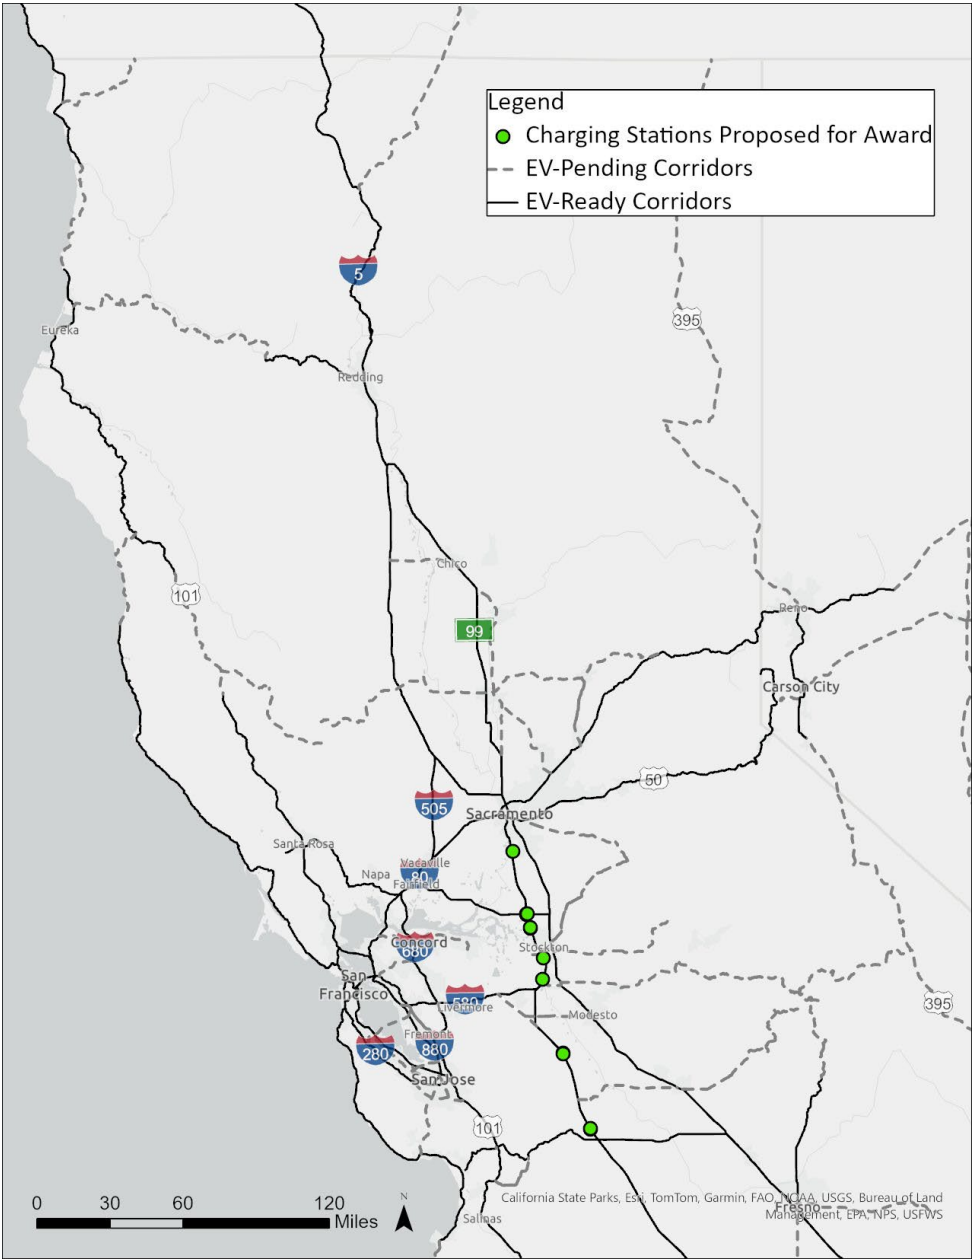 Legend
Charging Stations Proposed for Award
EV-Pending Corridors
EV-Ready Corridors
5
395
Eureka
Redding
Chico
101
99
Reno
Carson City
50
505
Sacramento
Santa Rosa
Vacaville
80
Napa
Fairfield
Concord
680
Stockton
San
Francisco
580
Livermore
395
Modesto
Fremont
280
880
San Jose
101
California State Parks, Esri, TomTom, Garmin, FAO, NOAA, USGS, Bureau of Land
Management, EPA, NPS, USFWS
Fresno
Salinas
0 30 60 120
Miles
N